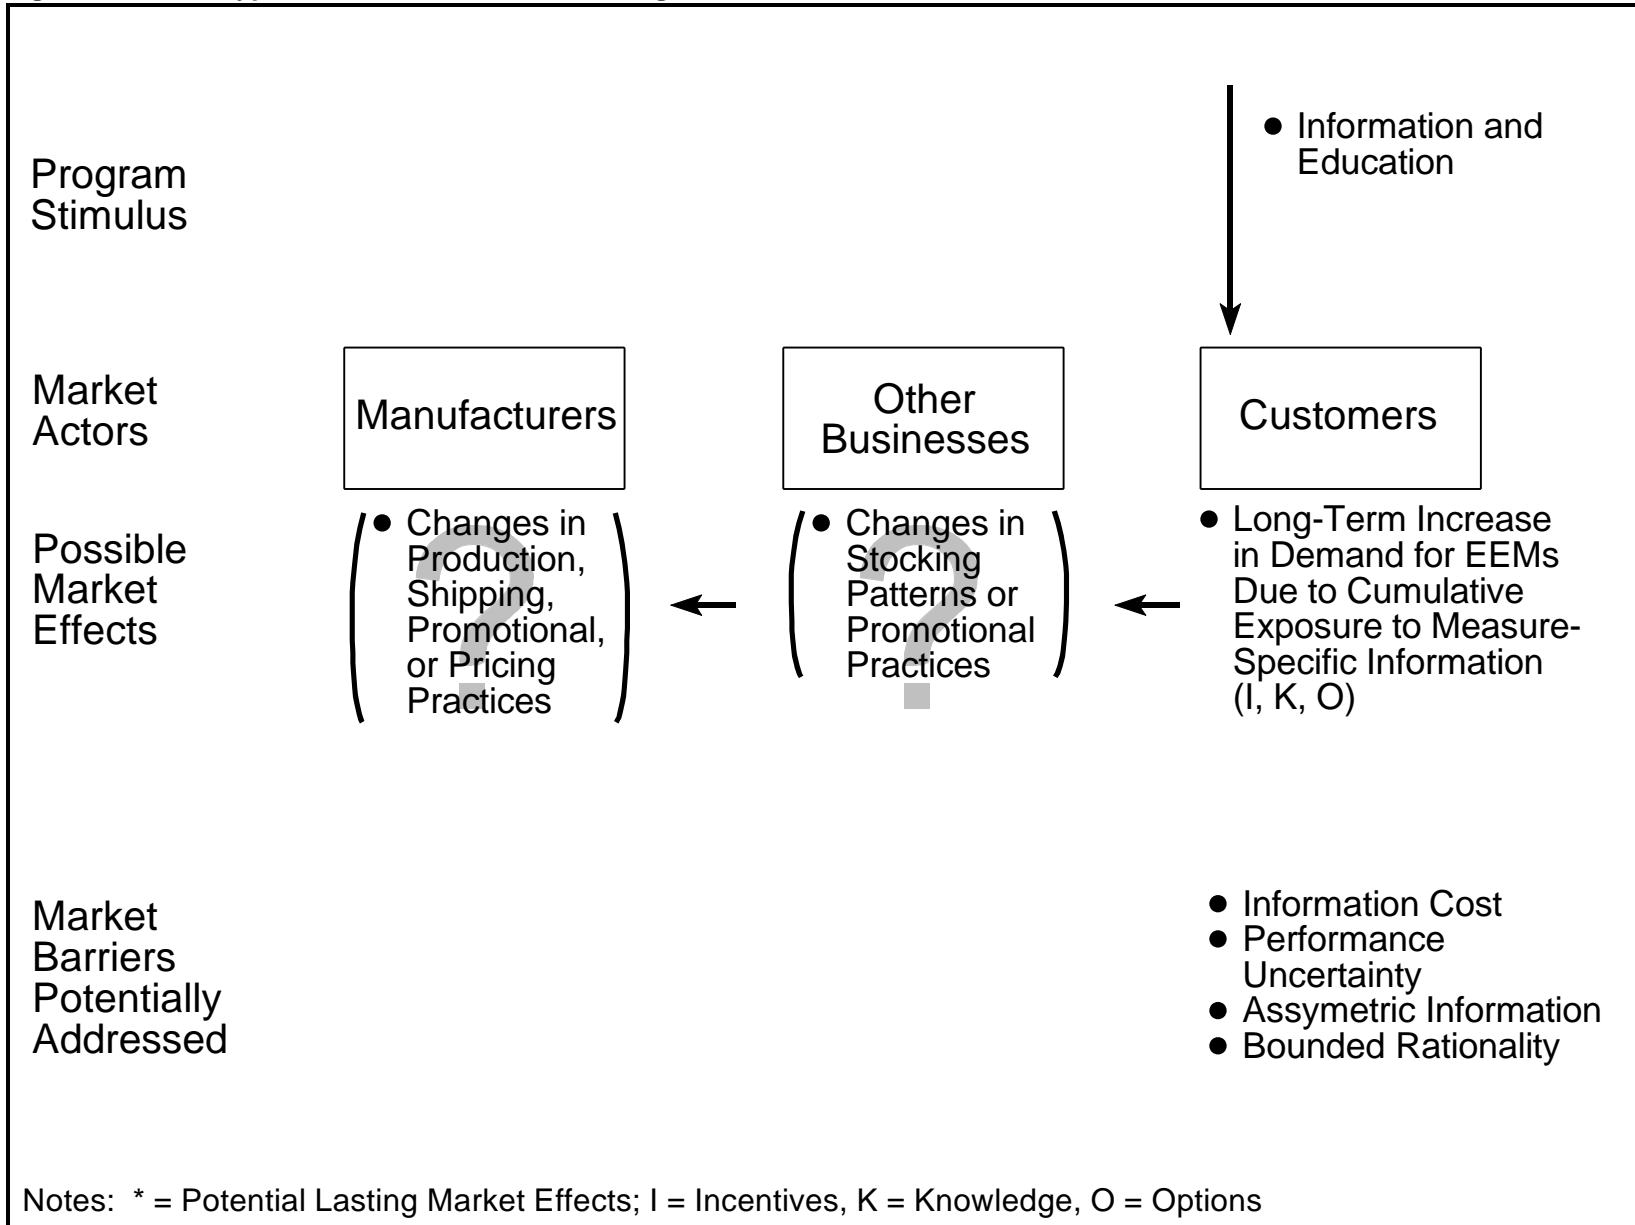 Information and
Education
Program
Stimulus
Market
Actors
Manufacturers
Other
Businesses
Customers
Possible
Market
Effects
Changes in
Production,
Shipping,
Promotional,
or Pricing
Practices
?
Changes in
Stocking
Patterns or
Promotional
Practices
?
Long-Term Increase
in Demand for EEMs
Due to Cumulative
Exposure to Measure-
Specific Information
(I, K, O)
Market
Barriers
Potentially
Addressed
Information Cost
Performance
Uncertainty
Assymetric Information
Bounded Rationality
Notes: * = Potential Lasting Market Effects; I = Incentives, K = Knowledge, O = Options